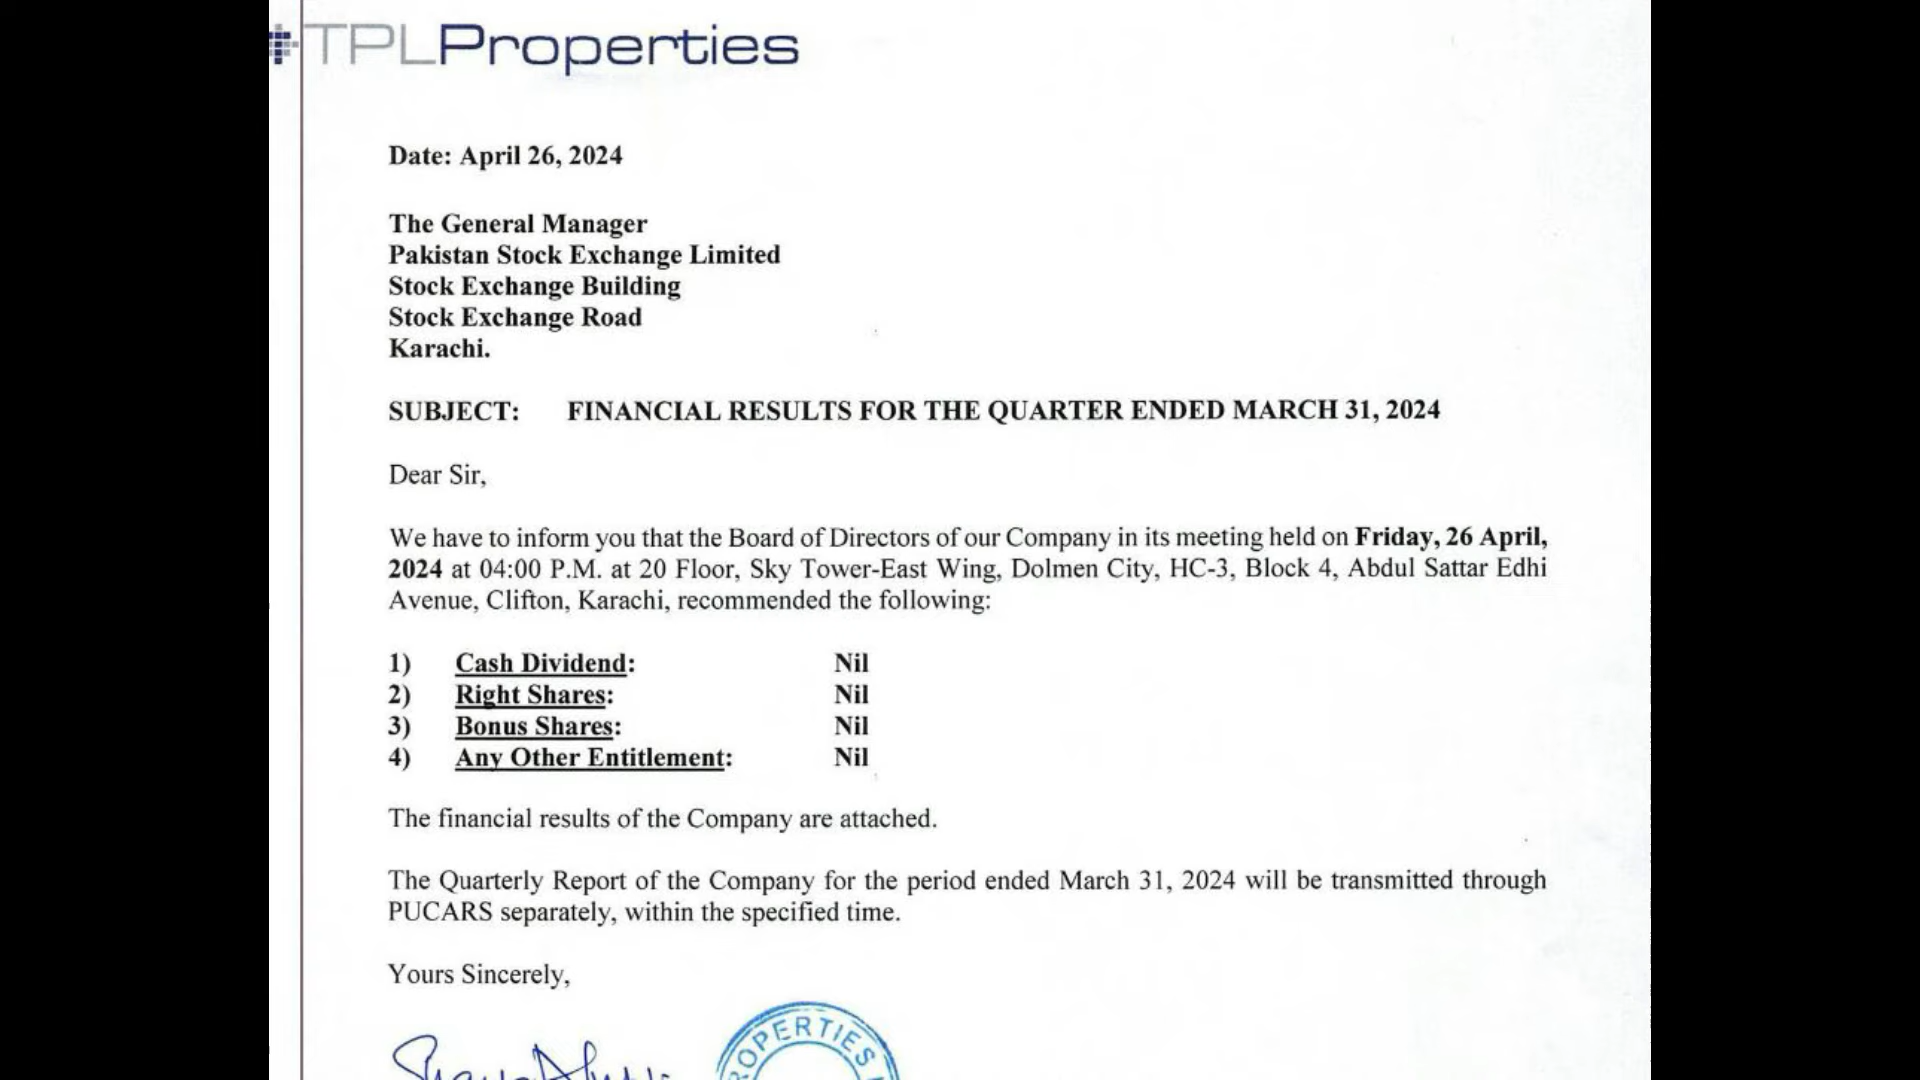 TPLProperties
Date: April 26, 2024
The General Manager
Pakistan Stock Exchange Limited
Stock Exchange Building
Stock Exchange Road
Karachi.
SUBJECT: FINANCIAL RESULTS FOR THE QUARTER ENDED MARCH 31, 2024
Dear Sir,
We have to inform you that the Board of Directors of our Company in its meeting held on Friday, 26 April,
2024 at 04:00 P.M. at 20 Floor, Sky Tower-East Wing, Dolmen City, HC-3, Block 4, Abdul Sattar Edhi
Avenue, Clifton, Karachi, recommended the following:
1) Cash Dividend: Nil
2) Right Shares: Nil
3) Bonus Shares: Nil
4) Any Other Entitlement: Nil
The financial results of the Company are attached.
The Quarterly Report of the Company for the period ended March 31, 2024 will be transmitted through
PUCARS separately, within the specified time.
Yours Sincerely,
PROPERTIES